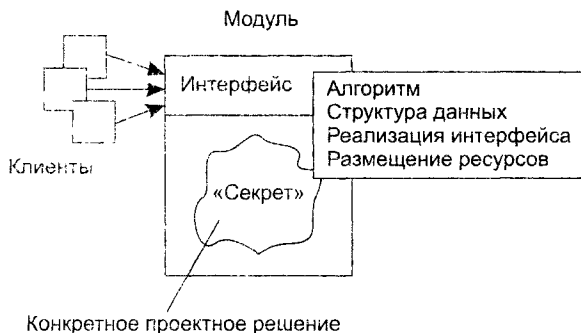 Модуль
Интерфейс
Алгоритм
Структура данных
Реализация интерфейса
Размещение ресурсов
Клиенты
«Секрет»
Конкретное проектное решение